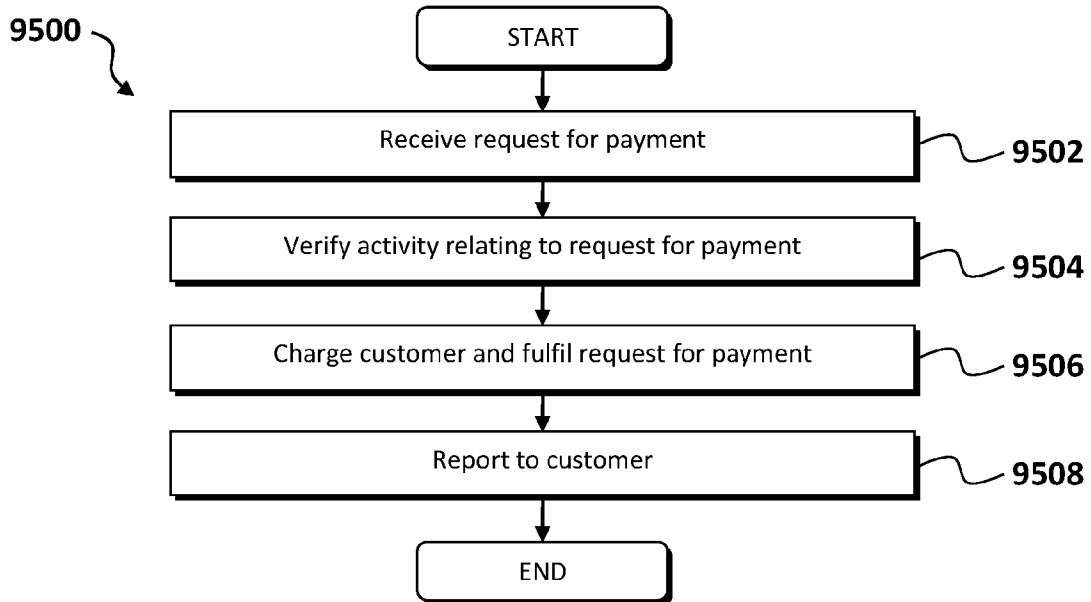 9500
START
Receive request for payment
9502
Verify activity relating to request for payment
9504
Charge customer and fulfil request for payment
9506
Report to customer
9508
END